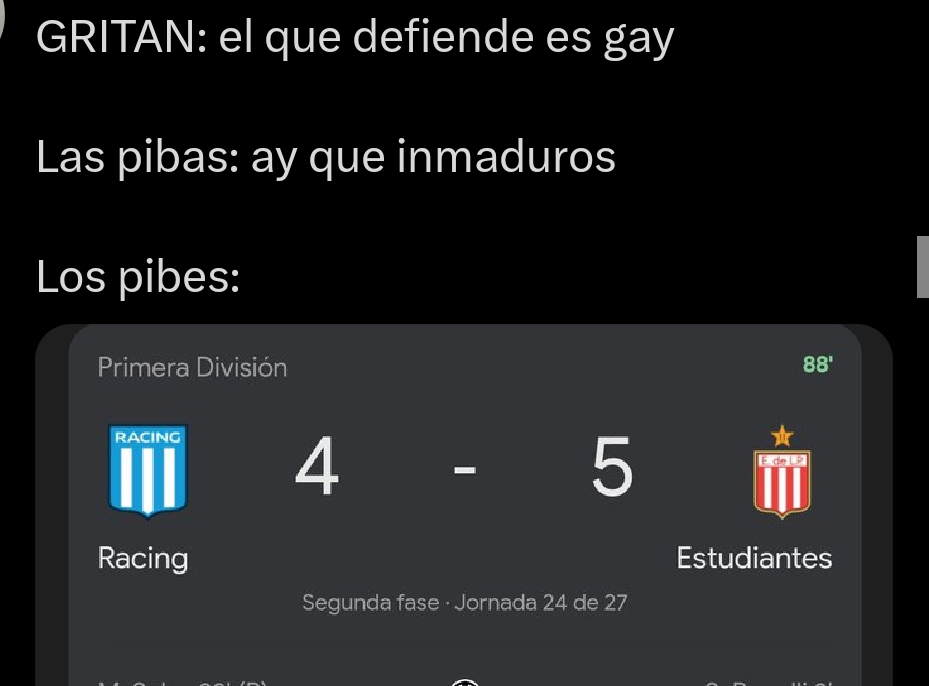 GRITAN: el que defiende es gay
Las pibas: ay que inmaduros
Los pibes:
Primera División
88'
RACING
4 - 5
E. de L.P
Racing
Estudiantes
Segunda fase · Jornada 24 de 27